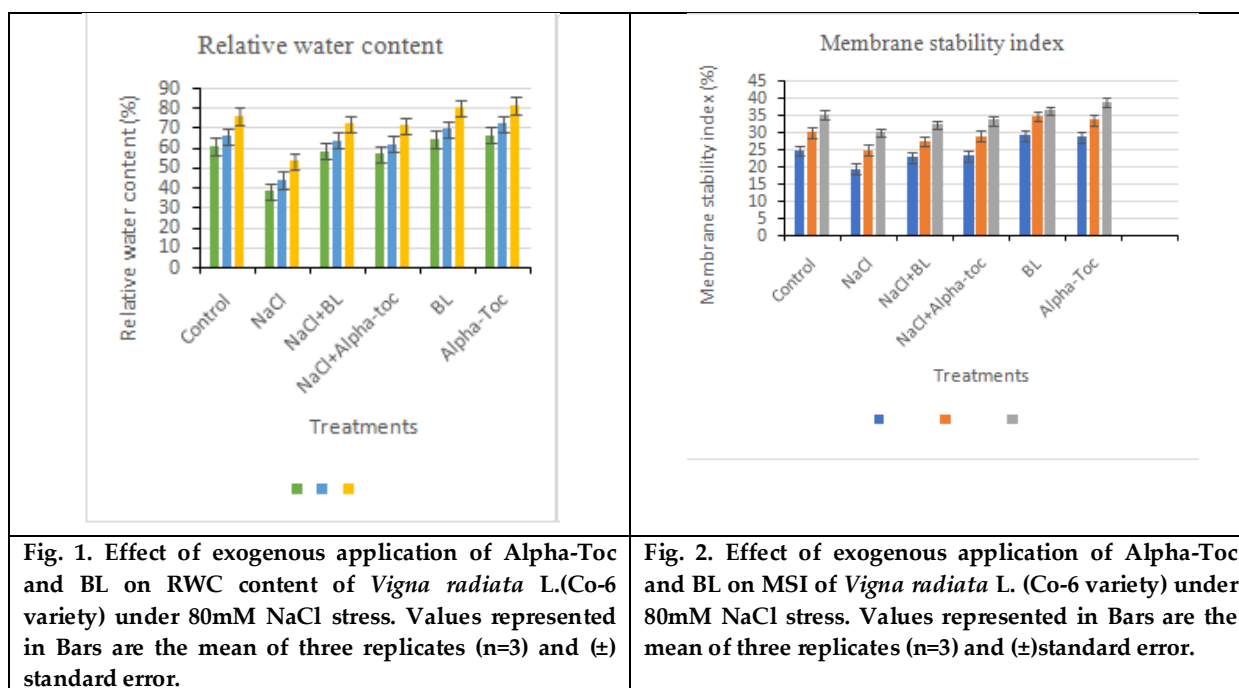 Relative water content
Relative water content (%)
90
80
70
60
50
40
30
20
10
0
Control
NaCl
NaCl+BL
NaCl+Alpha-toc
BL
Alpha-Toc
Treatments
Fig. 1. Effect of exogenous application of Alpha-Toc
and BL on RWC content of Vigna radiata L.(Co-6
variety) under 80mM NaCl stress. Values represented
in Bars are the mean of three replicates (n=3) and (±)
standard error.
Membrane stability index
Membrane stability index (%)
45
40
35
30
25
20
15
10
5
0
Control
NaCl
NaCl+BL
NaCl+Alpha-toc
BL
Alpha-Toc
Treatments
Fig. 2. Effect of exogenous application of Alpha-Toc
and BL on MSI of Vigna radiata L. (Co-6 variety) under
80mM NaCl stress. Values represented in Bars are the
mean of three replicates (n=3) and (±)standard error.